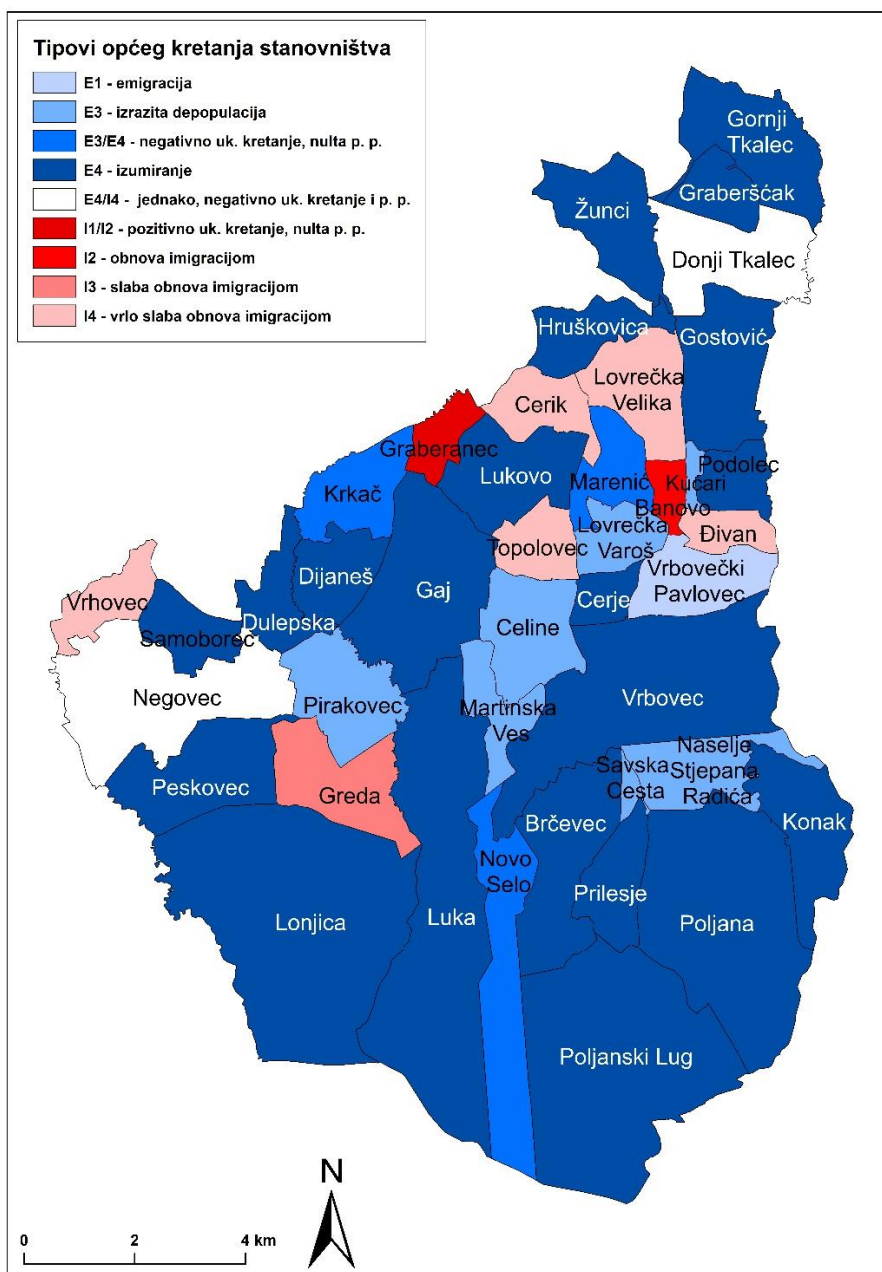 Tipovi općeg kretanja stanovništva
E1 - emigracija
E3 - izrazita depopulacija
E3/E4 - negativno uk. kretanje, nulta p. p.
E4 - izumiranje
E4/I4 - jednako, negativno uk. kretanje i p. p.
I1/I2 - pozitivno uk. kretanje, nulta p. p.
I2 - obnova imigracijom
I3 - slaba obnova imigracijom
I4 - vrlo slaba obnova imigracijom
Gornji
Tkalec
Graberšćak
Žunci
Donji Tkalec
Hruškovica
Gostović
Lovrečka
Velika
Cerik
Graberanec
Lukovo
Marenić
Kućari
Podolec
Krkač
Banovo
Lovrečka
Varoš
Đivan
Topolovec
Vrbovečki
Pavlovec
Dijaneš
Gaj
Cerje
Vrhovec
Dulepska
Samoborec
Celine
Negovec
Pirakovec
Martinska
Ves
Vrbovec
Peskovec
Greda
Savska
Cesta
Naselje
Stjepana
Radića
Brčevec
Konak
Novo
Selo
Prilesje
Poljana
Lonjica
Luka
Poljanski Lug
N
0 2 4 km